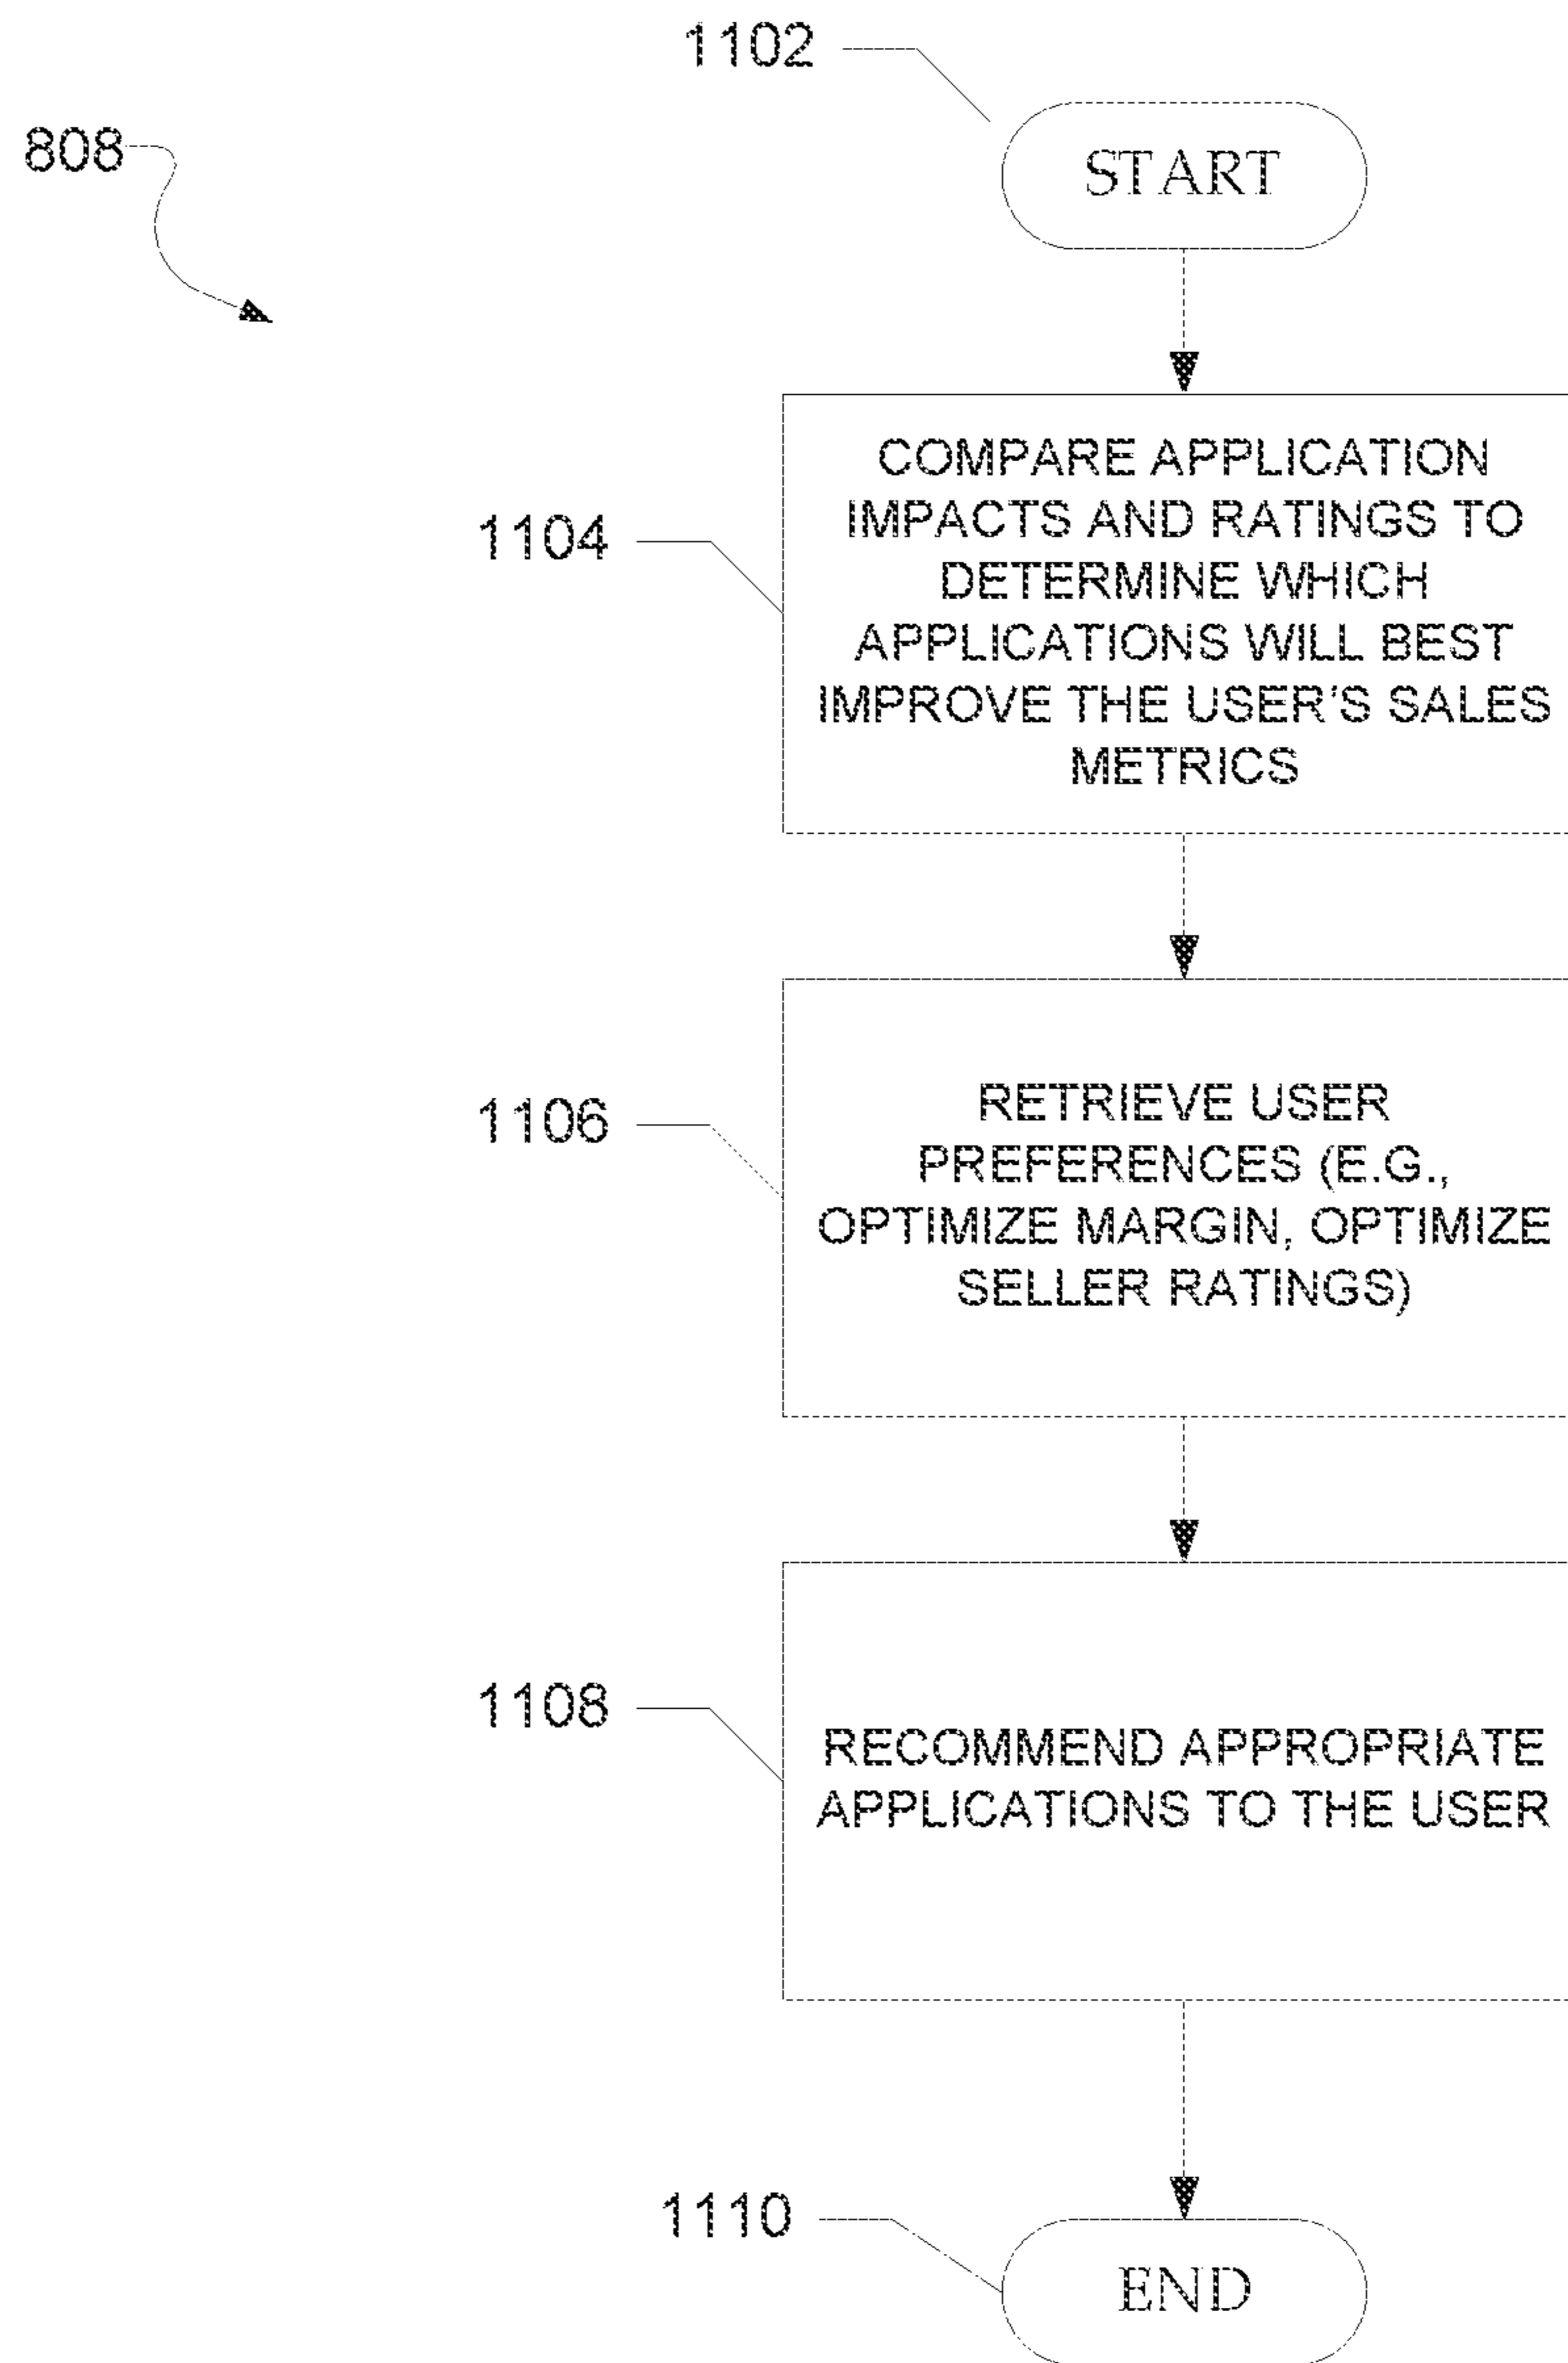 1102
808
START
1104
COMPARE APPLICATION
IMPACTS AND RATINGS TO
DETERMINE WHICH
APPLICATIONS WILL BEST
IMPROVE THE USER'S SALES
METRICS
1106
RETRIEVE USER
PREFERENCES (E.G.,
OPTIMIZE MARGIN, OPTIMIZE
SELLER RATINGS)
1108
RECOMMEND APPROPRIATE
APPLICATIONS TO THE USER
1110
END